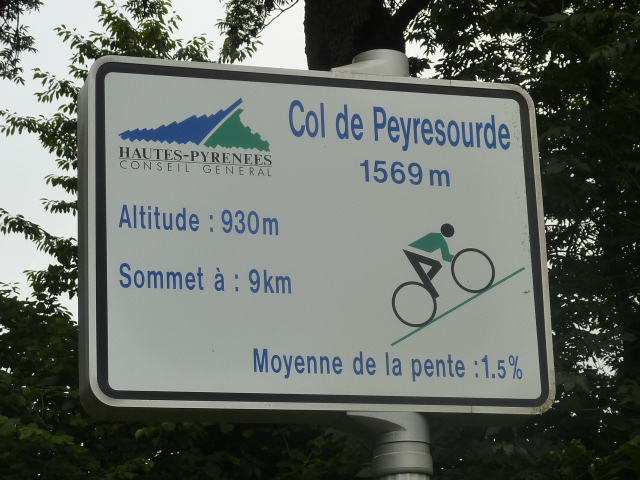 Col de Peyresourde
1569 m
HAUTES-PYRENEES
CONSEIL GENERAL
Altitude : 930m
Sommet à : 9km
Moyenne de la pente : 1.5%